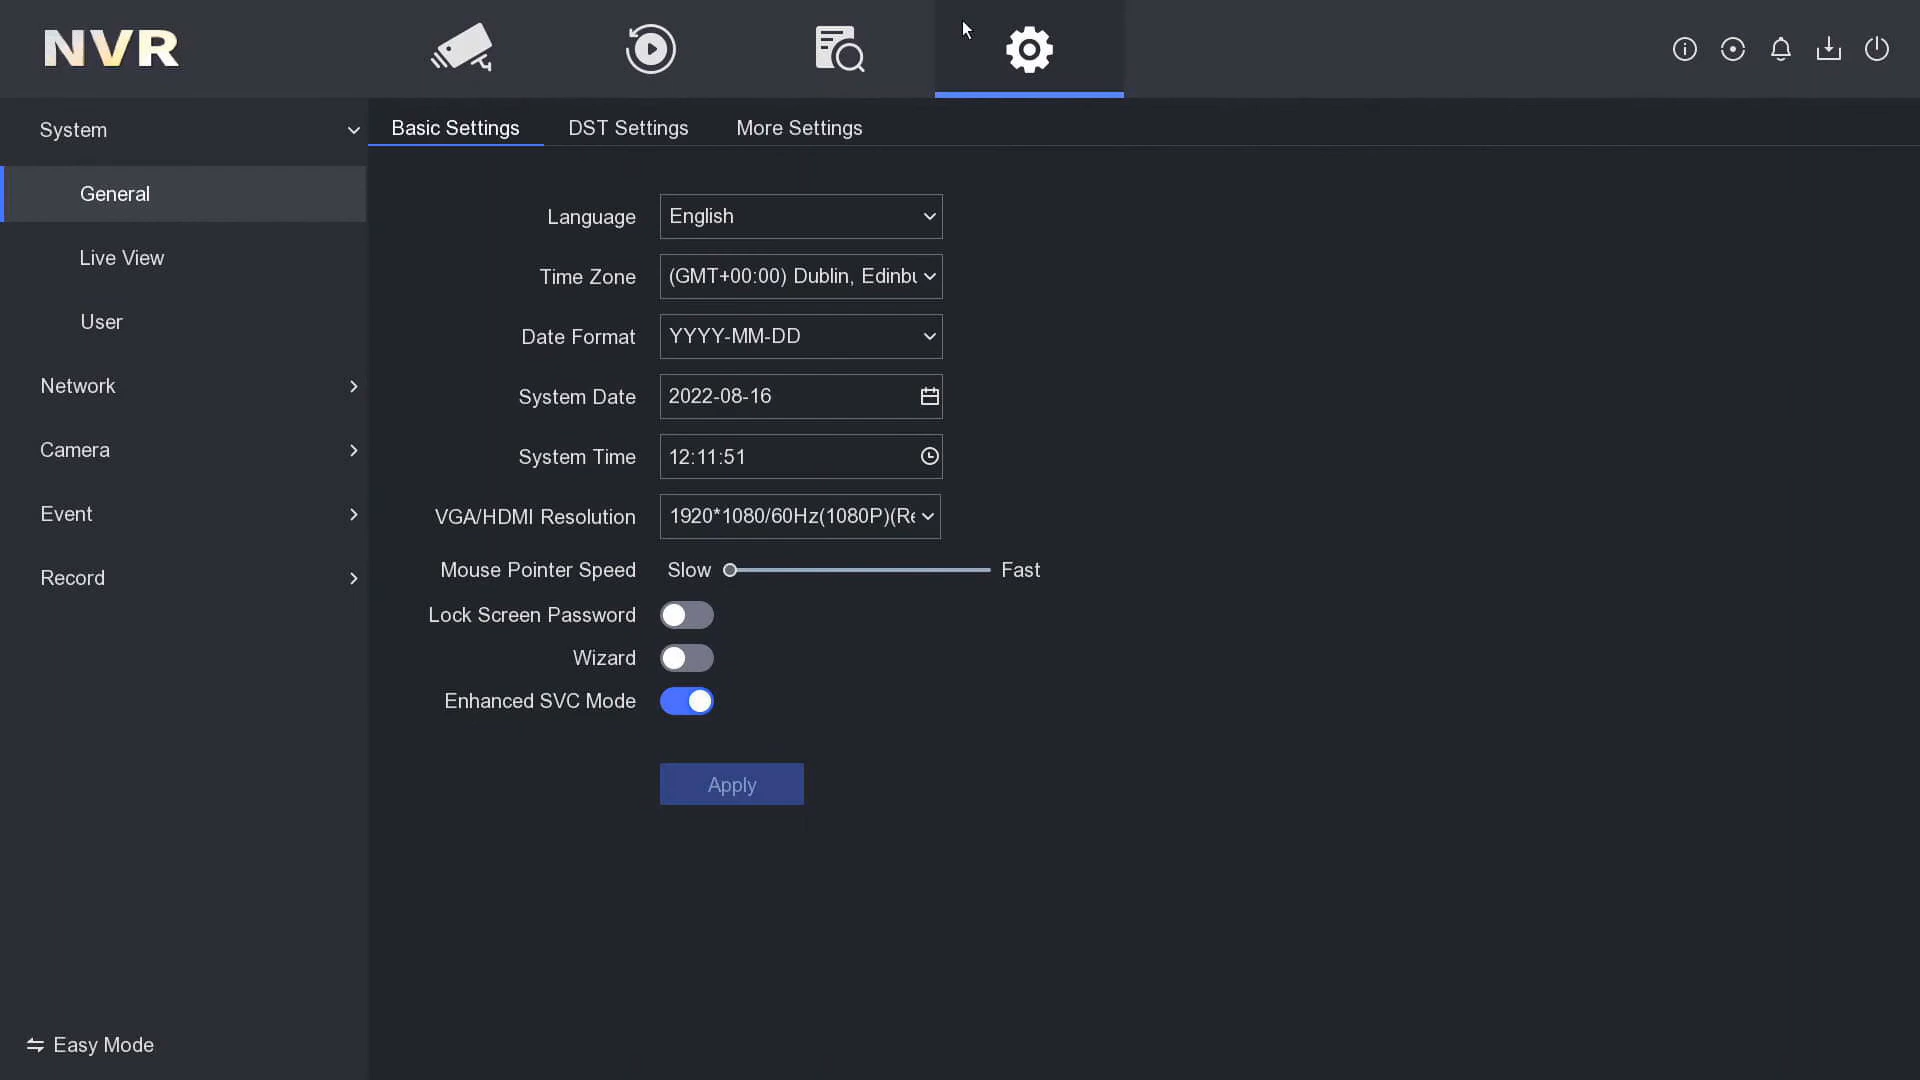 NVR
System
Basic Settings
DST Settings
More Settings
General
Live View
User
Network
Camera
Event
Record
Language
English
Time Zone
(GMT+00:00) Dublin, Edinbu
Date Format
YYYY-MM-DD
System Date
2022-08-16
System Time
12:11:51
VGA/HDMI Resolution
1920*1080/60Hz(1080P)(Re
Mouse Pointer Speed
Slow
Fast
Lock Screen Password
Wizard
Enhanced SVC Mode
Apply
Easy Mode